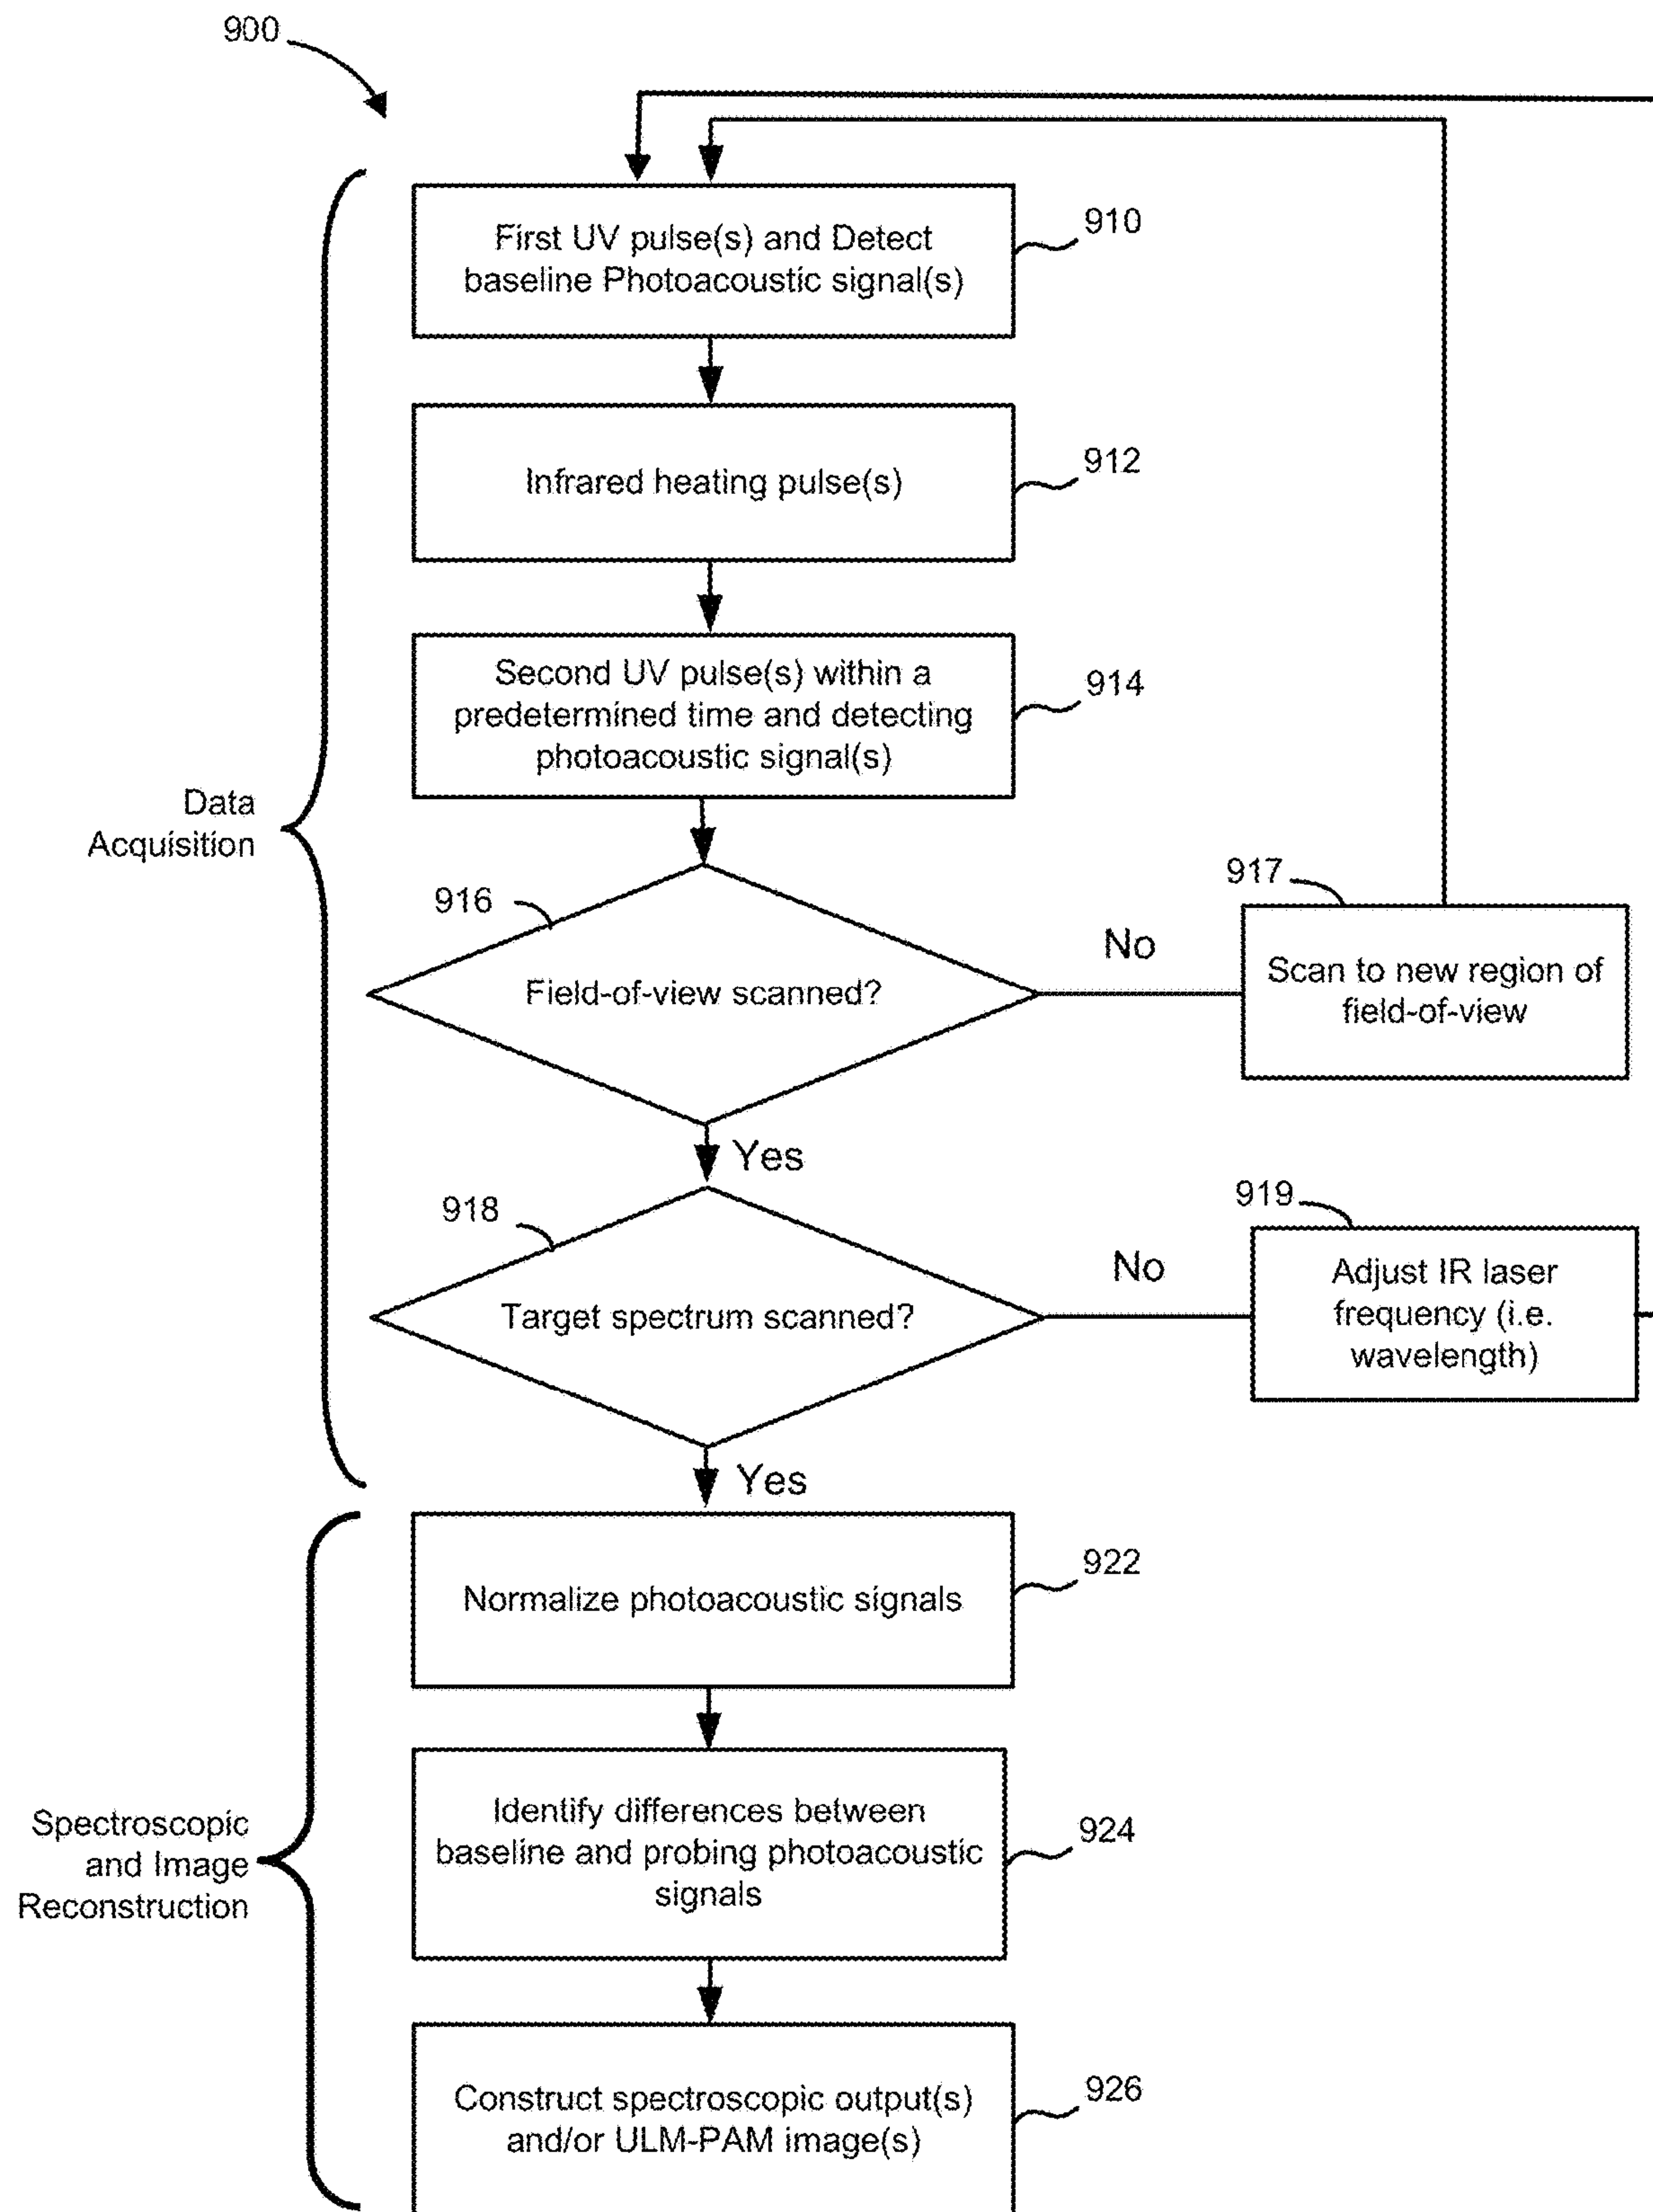 900
First UV pulse(s) and Detect
baseline Photoacoustic signal(s)
910
Infrared heating pulse(s)
912
Second UV pulse(s) within a
predetermined time and detecting
photoacoustic signal(s)
914
Data
Acquisition
916
Field-of-view scanned?
No
917
Scan to new region of
field-of-view
Yes
918
Target spectrum scanned?
No
919
Adjust IR laser
frequency (i.e.
wavelength)
Yes
Normalize photoacoustic signals
922
Spectroscopic
and Image
Reconstruction
Identify differences between
baseline and probing photoacoustic
signals
924
Construct spectroscopic output(s)
and/or ULM-PAM image(s)
926